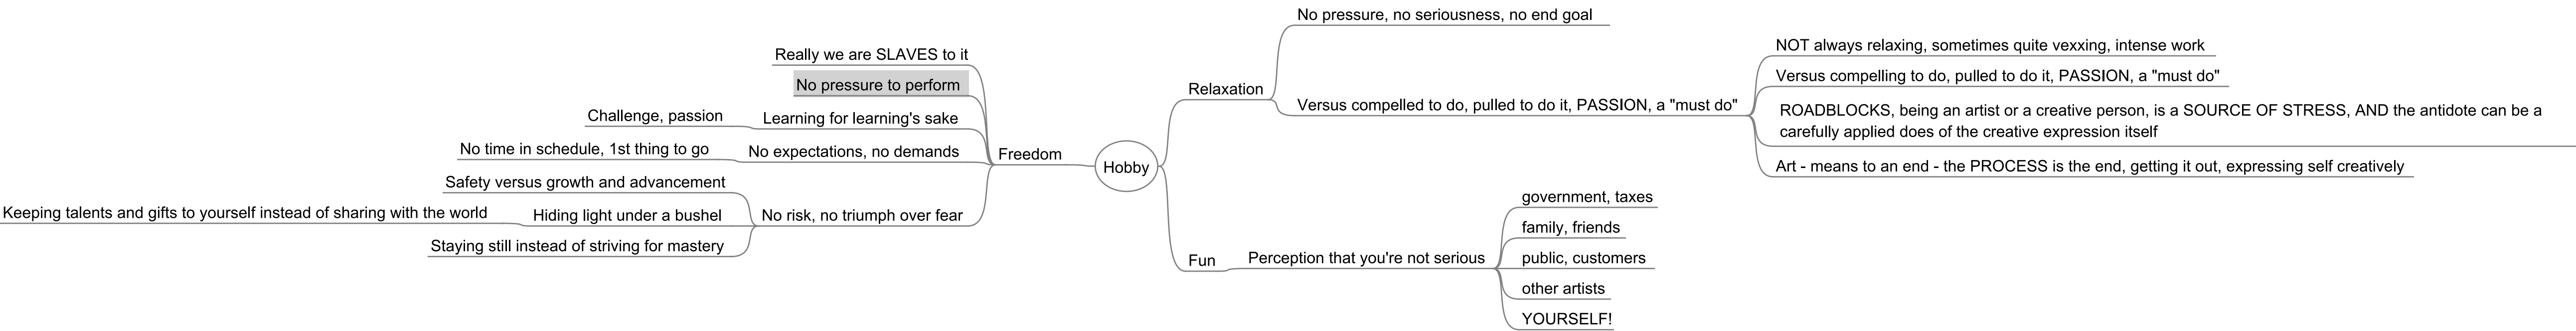 No pressure, no seriousness, no end goal
NOT always relaxing, sometimes quite vexxing, intense work
Really we are SLAVES to it
Versus compelling to do, pulled to do it, PASSION, a "must do"
No pressure to perform
Relaxation
Versus compelled to do, pulled to do it, PASSION, a "must do"
ROADBLOCKS, being an artist or a creative person, is a SOURCE OF STRESS, AND the antidote can be a
carefully applied does of the creative expression itself
Challenge, passion
Learning for learning's sake
No time in schedule, 1st thing to go
No expectations, no demands
Freedom
Hobby
Art - means to an end - the PROCESS is the end, getting it out, expressing self creatively
Safety versus growth and advancement
Keeping talents and gifts to yourself instead of sharing with the world
Hiding light under a bushel
No risk, no triumph over fear
Staying still instead of striving for mastery
government, taxes
family, friends
Fun
Perception that you're not serious
public, customers
other artists
YOURSELF!